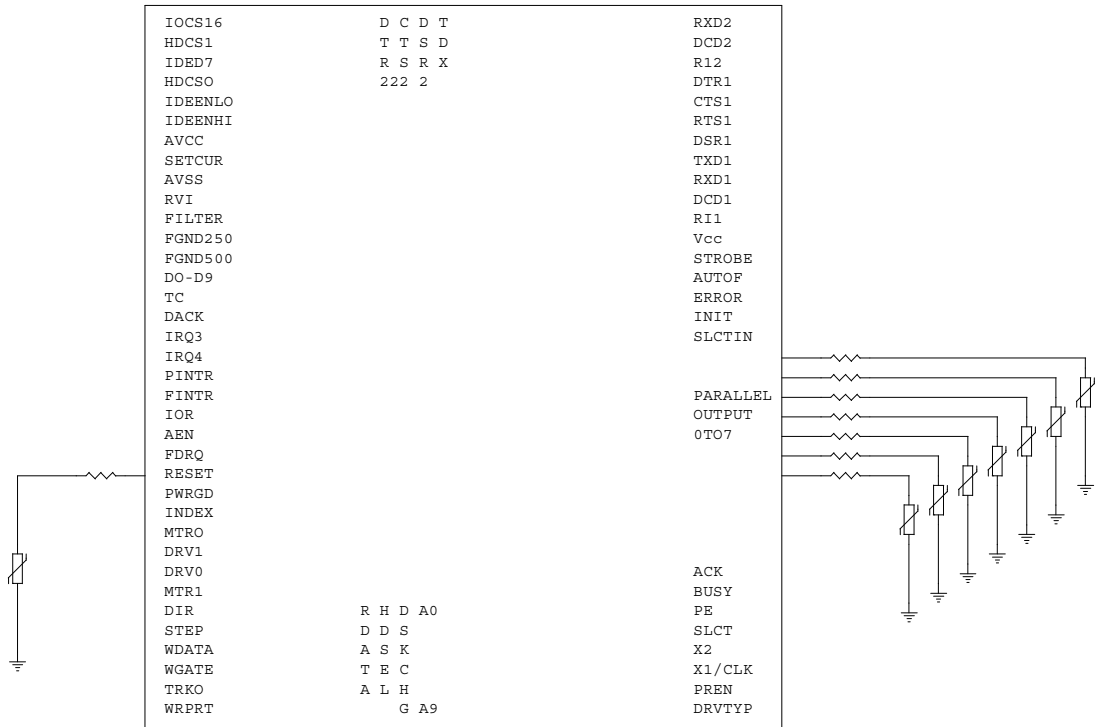 IOCS16 D C D T RXD2
HDCS1 T T S D DCD2
IDED7 R S R X R12
HDCSO 222 2 DTR1
IDEENLO CTS1
IDEENHI RTS1
AVCC DSR1
SETCUR TXD1
AVSS RXD1
RVI DCD1
FILTER RI1
FGND250 Vcc
FGND500 STROBE
DO-D9 AUTOF
TC ERROR
DACK INIT
IRQ3 SLCTIN
IRQ4
PINTR
FINTR PARALLEL
IOR OUTPUT
AEN 0TO7
FDRQ
RESET
PWRGD
INDEX
MTRO
DRV1
DRV0 ACK
MTR1 BUSY
DIR R H D A0 PE
STEP D D S SLCT
WDATA A S K X2
WGATE T E C X1/CLK
TRKO A L H PREN
WRPRT G A9 DRVTYP